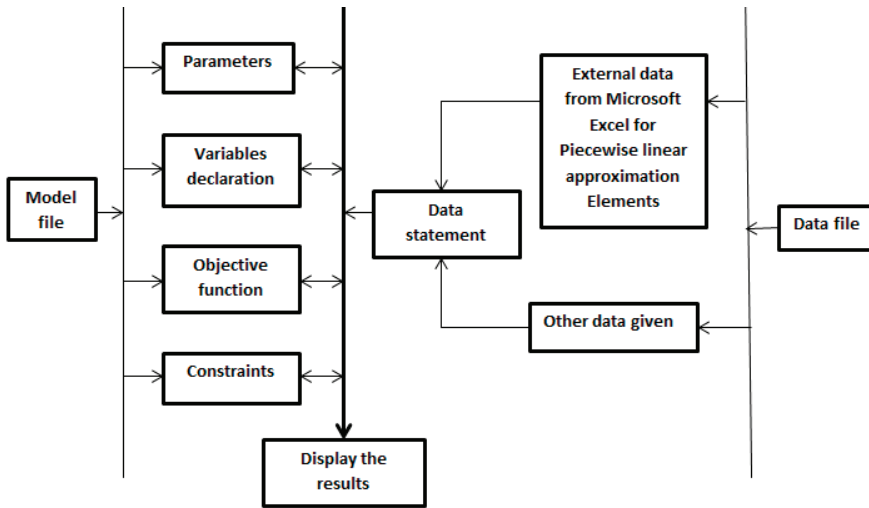 Parameters
Variables
declaration
Model
file
Objective
function
Constraints
Display the
results
Data
statement
External data
from Microsoft
Excel for
Piecewise linear
approximation
Elements
Other data given
Data file